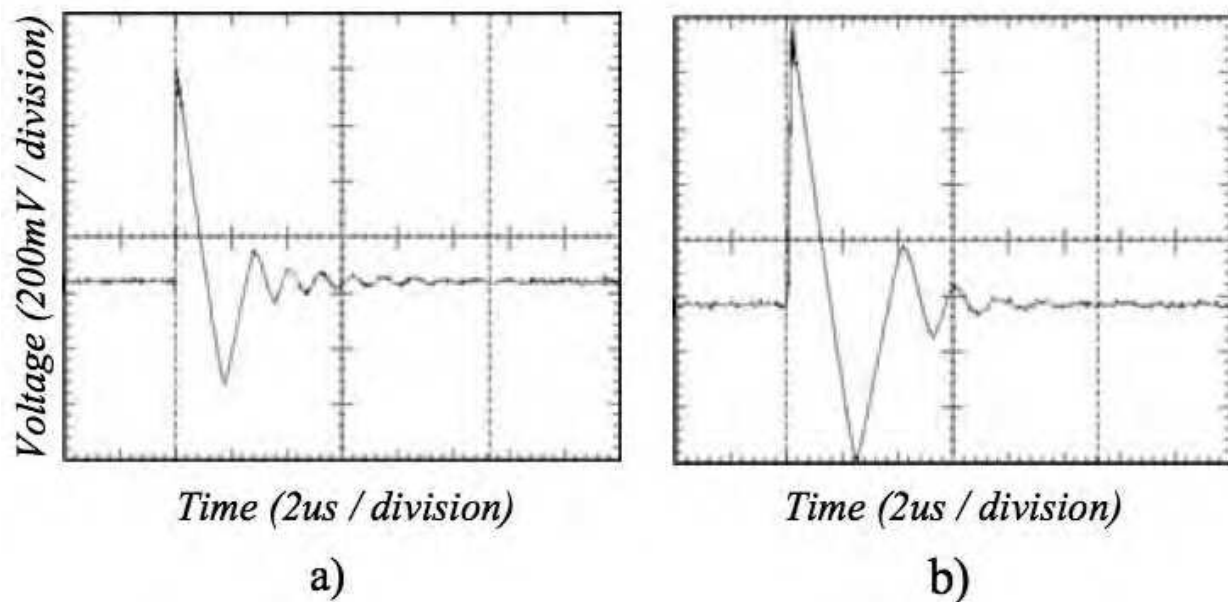 Voltage (200mV / division)
Time (2us / division)
Time (2us / division)
a)
b)